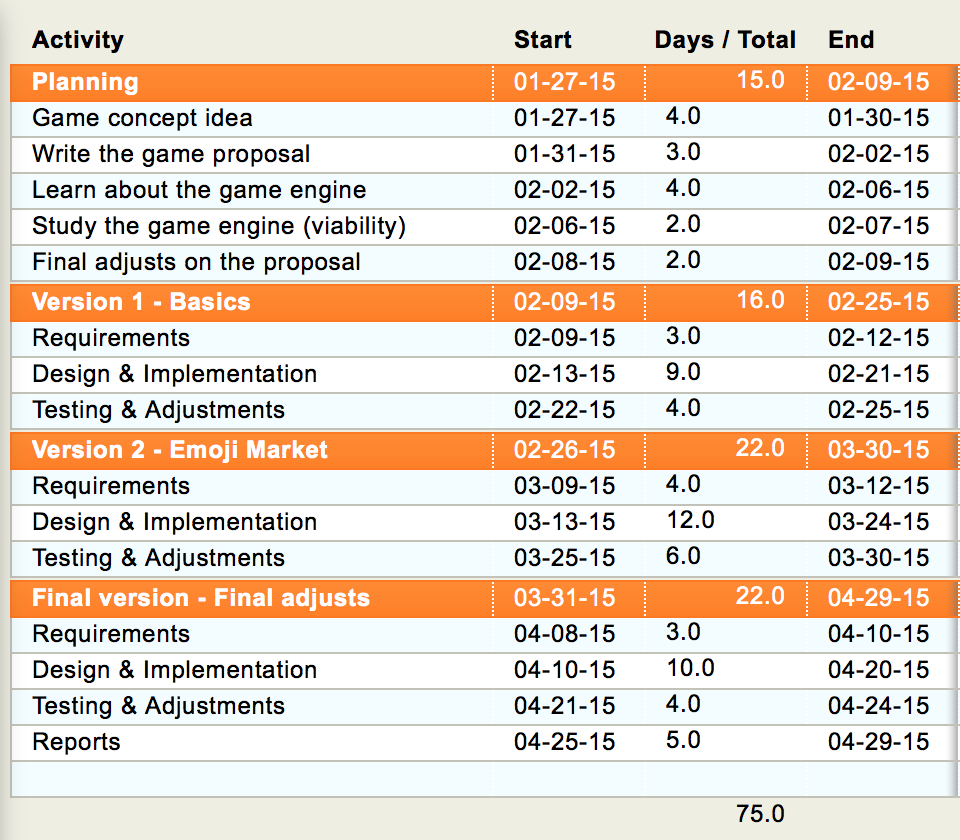 Activity Start Days / Total End
Planning 01-27-15 15.0 02-09-15
Game concept idea 01-27-15 4.0 01-30-15
Write the game proposal 01-31-15 3.0 02-02-15
Learn about the game engine 02-02-15 4.0 02-06-15
Study the game engine (viability) 02-06-15 2.0 02-07-15
Final adjusts on the proposal 02-08-15 2.0 02-09-15
Version 1 - Basics 02-09-15 16.0 02-25-15
Requirements 02-09-15 3.0 02-12-15
Design & Implementation 02-13-15 9.0 02-21-15
Testing & Adjustments 02-22-15 4.0 02-25-15
Version 2 - Emoji Market 02-26-15 22.0 03-30-15
Requirements 03-09-15 4.0 03-12-15
Design & Implementation 03-13-15 12.0 03-24-15
Testing & Adjustments 03-25-15 6.0 03-30-15
Final version - Final adjusts 03-31-15 22.0 04-29-15
Requirements 04-08-15 3.0 04-10-15
Design & Implementation 04-10-15 10.0 04-20-15
Testing & Adjustments 04-21-15 4.0 04-24-15
Reports 04-25-15 5.0 04-29-15
75.0